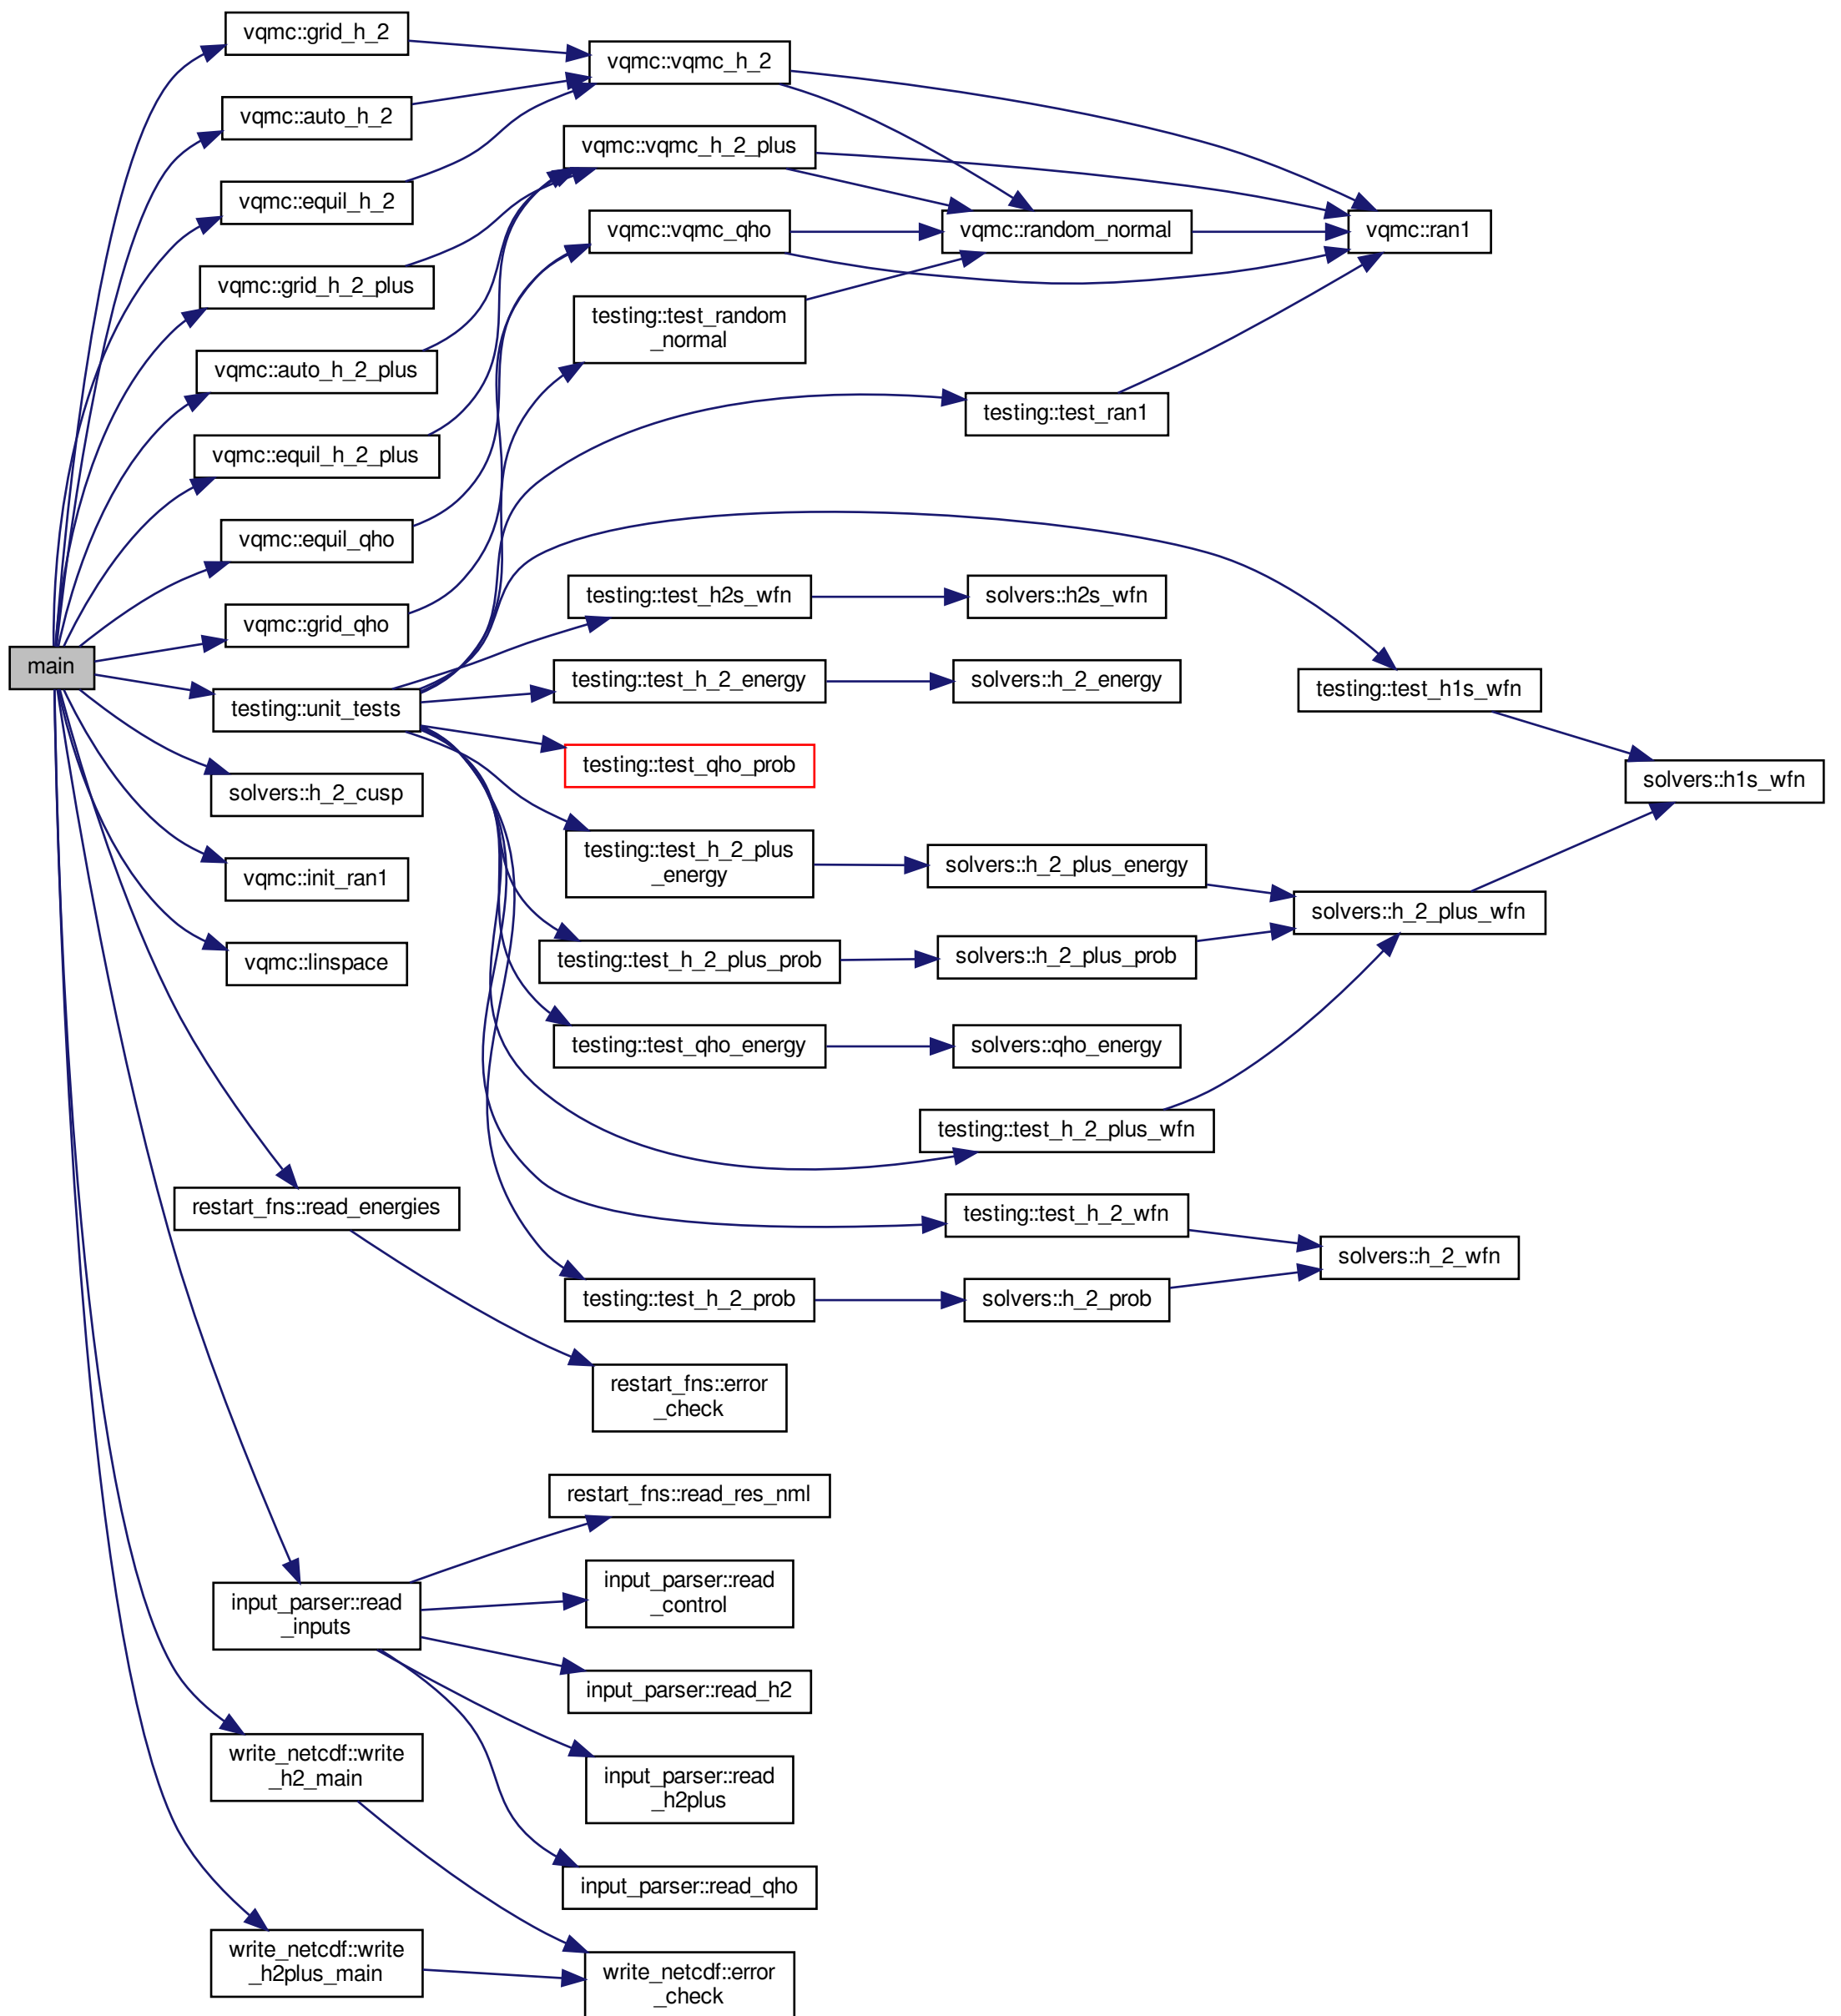 main
vqmc::grid_h_2
vqmc::auto_h_2
vqmc::equil_h_2
vqmc::grid_h_2_plus
vqmc::auto_h_2_plus
vqmc::equil_h_2_plus
vqmc::equil_qho
vqmc::grid_qho
testing::unit_tests
solvers::h_2_cusp
vqmc::init_ran1
vqmc::linspace
restart_fns::read_energies
input_parser::read
_inputs
write_netcdf::write
_h2_main
write_netcdf::write
_h2plus_main
vqmc::vqmc_h_2
vqmc::vqmc_h_2_plus
vqmc::vqmc_qho
testing::test_random
_normal
testing::test_h2s_wfn
testing::test_h_2_energy
testing::test_qho_prob
testing::test_h_2_plus
_energy
testing::test_h_2_plus_prob
testing::test_qho_energy
testing::test_h_2_prob
restart_fns::error
_check
restart_fns::read_res_nml
input_parser::read
_control
input_parser::read_h2
input_parser::read
_h2plus
input_parser::read_qho
write_netcdf::error
_check
vqmc::random_normal
testing::test_ran1
solvers::h2s_wfn
solvers::h_2_energy
solvers::h_2_plus_energy
solvers::h_2_plus_prob
solvers::qho_energy
testing::test_h_2_plus_wfn
testing::test_h_2_wfn
solvers::h_2_prob
vqmc::ran1
testing::test_h1s_wfn
solvers::h_2_plus_wfn
solvers::h_2_wfn
solvers::h1s_wfn